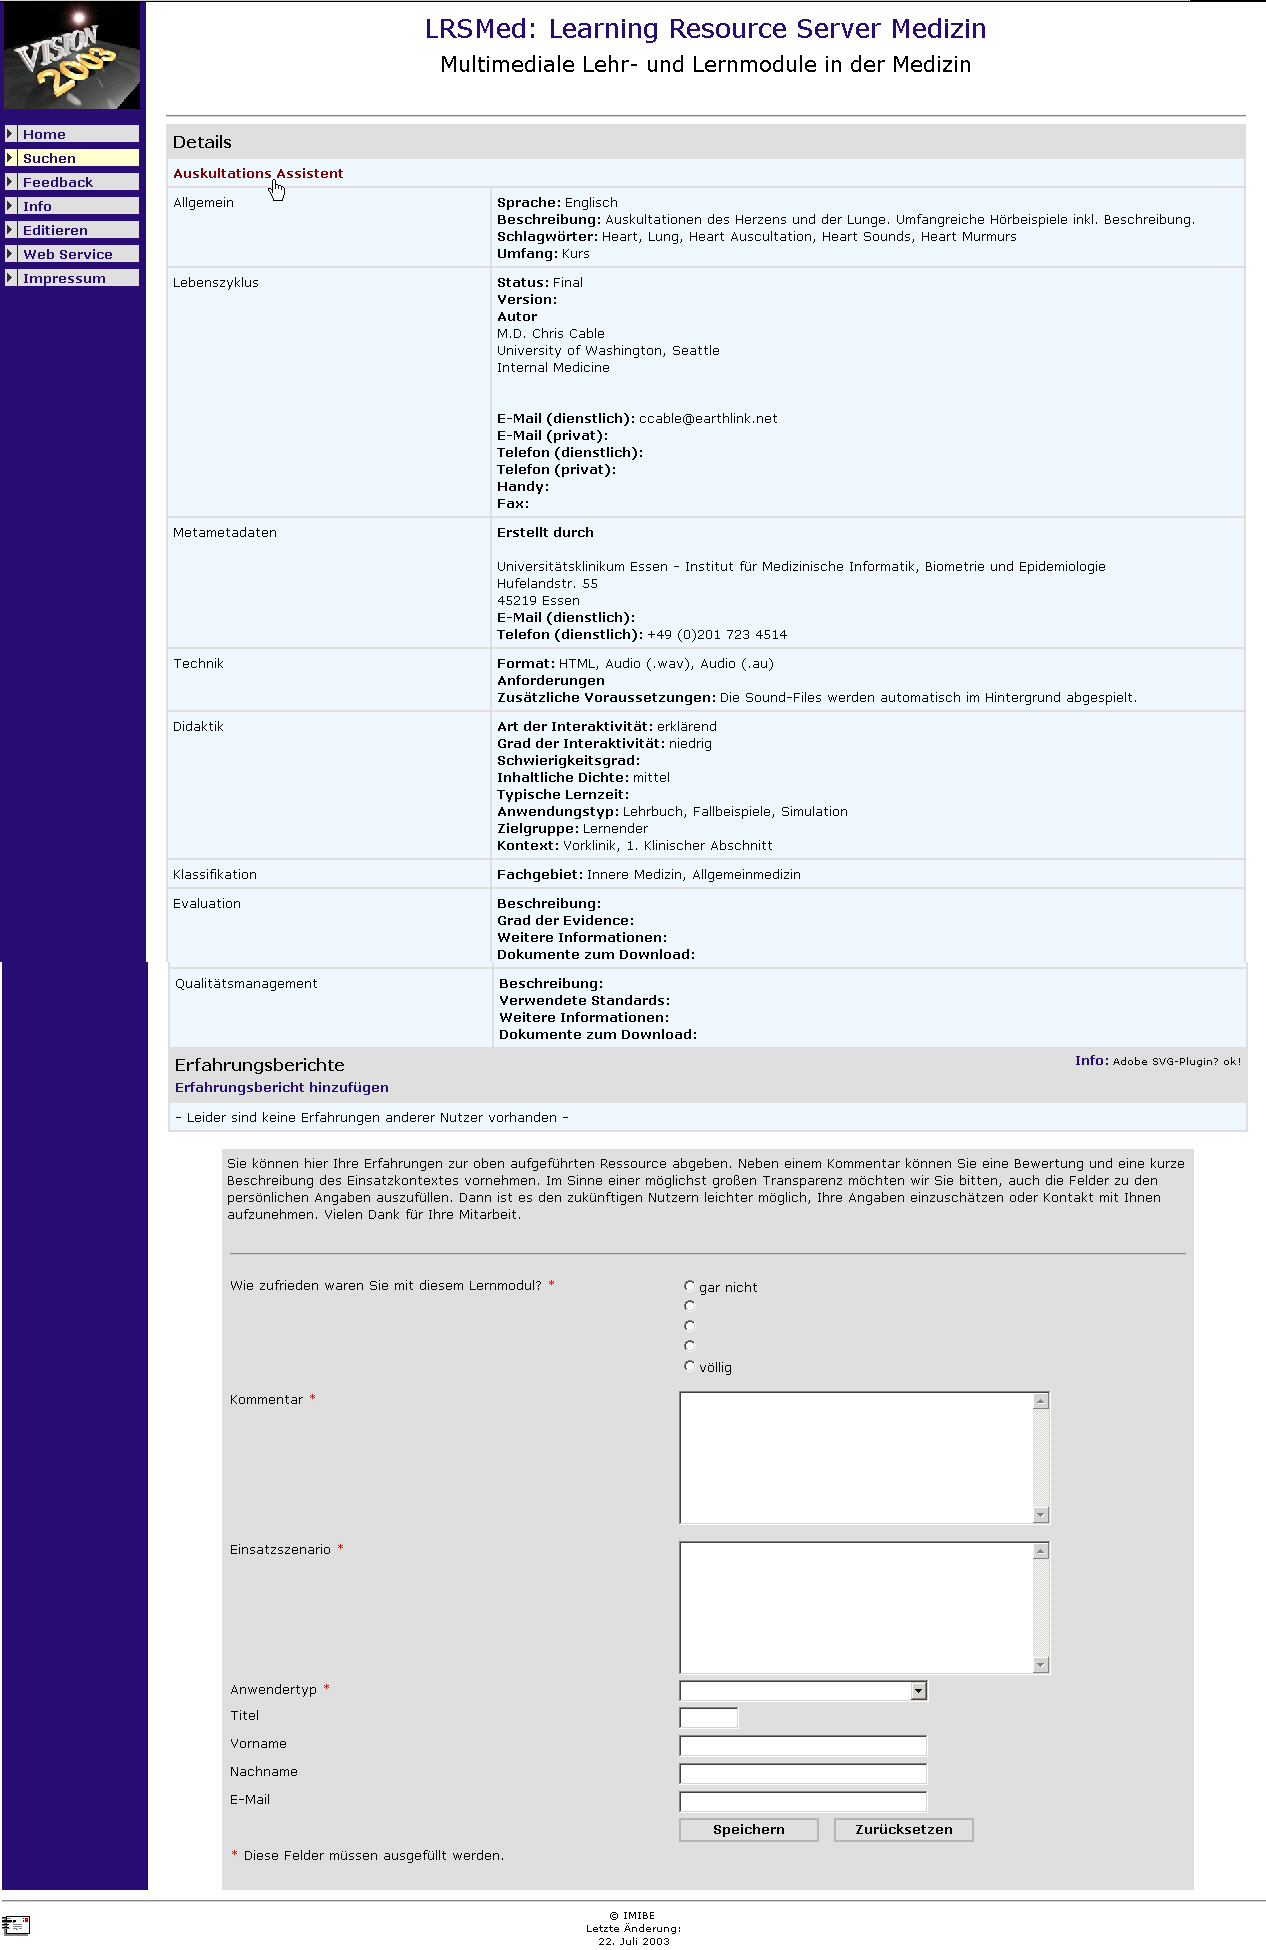 VISION
2003
LRSMed: Learning Resource Server Medizin
Multimediale Lehr- und Lernmodule in der Medizin
Home
Suchen
Feedback
Info
Editieren
Web Service
Impressum
Details
Auskultations Assistent
Allgemein
Sprache: Englisch
Beschreibung: Auskultationen des Herzens und der Lunge. Umfangreiche Hörbeispiele inkl. Beschreibung.
Schlagwörter: Heart, Lung, Heart Auscultation, Heart Sounds, Heart Murmurs
Umfang: Kurs
Lebenszyklus
Status: Final
Version:
Autor
M.D. Chris Cable
University of Washington, Seattle
Internal Medicine
E-Mail (dienstlich): ccable@earthlink.net
E-Mail (privat):
Telefon (dienstlich):
Telefon (privat):
Handy:
Fax:
Metametadaten
Erstellt durch
Universitätsklinikum Essen - Institut für Medizinische Informatik, Biometrie und Epidemiologie
Hufelandstr. 55
45219 Essen
E-Mail (dienstlich):
Telefon (dienstlich): +49 (0)201 723 4514
Technik
Format: HTML, Audio (.wav), Audio (.au)
Anforderungen
Zusätzliche Voraussetzungen: Die Sound-Files werden automatisch im Hintergrund abgespielt.
Didaktik
Art der Interaktivität: erklärend
Grad der Interaktivität: niedrig
Schwierigkeitsgrad:
Inhaltliche Dichte: mittel
Typische Lernzeit:
Anwendungstyp: Lehrbuch, Fallbeispiele, Simulation
Zielgruppe: Lernender
Kontext: Vorklinik, 1. Klinischer Abschnitt
Klassifikation
Fachgebiet: Innere Medizin, Allgemeinmedizin
Evaluation
Beschreibung:
Grad der Evidence:
Weitere Informationen:
Dokumente zum Download:
Qualitätsmanagement
Beschreibung:
Verwendete Standards:
Weitere Informationen:
Dokumente zum Download:
Erfahrungsberichte
Info: Adobe SVG-Plugin? ok!
Erfahrungsbericht hinzufügen
- Leider sind keine Erfahrungen anderer Nutzer vorhanden -
Sie können hier Ihre Erfahrungen zur oben aufgeführten Ressource abgeben. Neben einem Kommentar können Sie eine Bewertung und eine kurze
Beschreibung des Einsatzkontextes vornehmen. Im Sinne einer möglichst großen Transparenz möchten wir Sie bitten, auch die Felder zu den
persönlichen Angaben auszufüllen. Dann ist es den zukünftigen Nutzern leichter möglich, Ihre Angaben einzuschätzen oder Kontakt mit Ihnen
aufzunehmen. Vielen Dank für Ihre Mitarbeit.
Wie zufrieden waren Sie mit diesem Lernmodul? *
gar nicht
völlig
Kommentar *
Einsatzszenario *
Anwendertyp *
Titel
Vorname
Nachname
E-Mail
Speichern
Zurücksetzen
* Diese Felder müssen ausgefüllt werden.
© IMIBE
Letzte Änderung:
22. Juli 2003